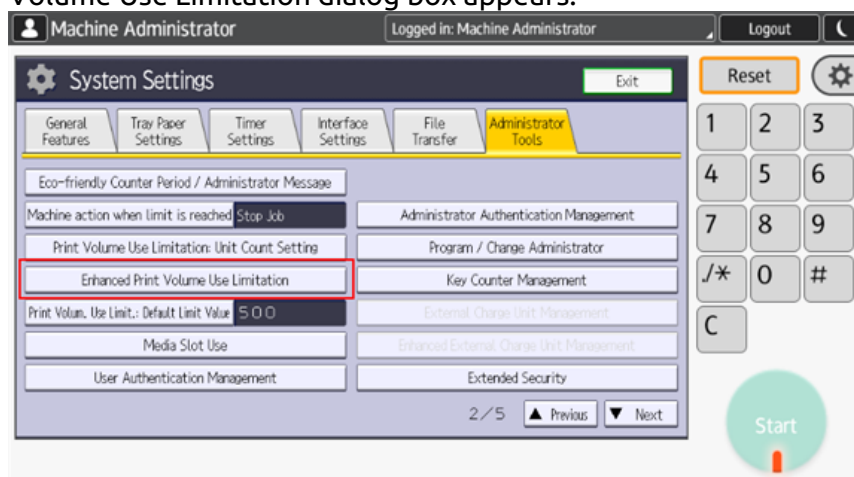 Volume Use Limitation dialog box appears.
Machine Administrator
Logged in: Machine Administrator
Logout
System Settings
Exit
Reset
General Features
Tray Paper Settings
Timer Settings
Interface Settings
File Transfer
Administrator Tools
Eco-friendly Counter Period / Administrator Message
Machine action when limit is reached Stop Job
Administrator Authentication Management
Print Volume Use Limitation: Unit Count Setting
Program / Change Administrator
Enhanced Print Volume Use Limitation
Key Counter Management
Print Volum. Use Limit.: Default Limit Value 500
External Charge Unit Management
Media Slot Use
Enhanced External Charge Unit Management
User Authentication Management
Extended Security
2/5 ▲ Previous ▼ Next
1 2 3
4 5 6
7 8 9
./* 0 #
C
Start